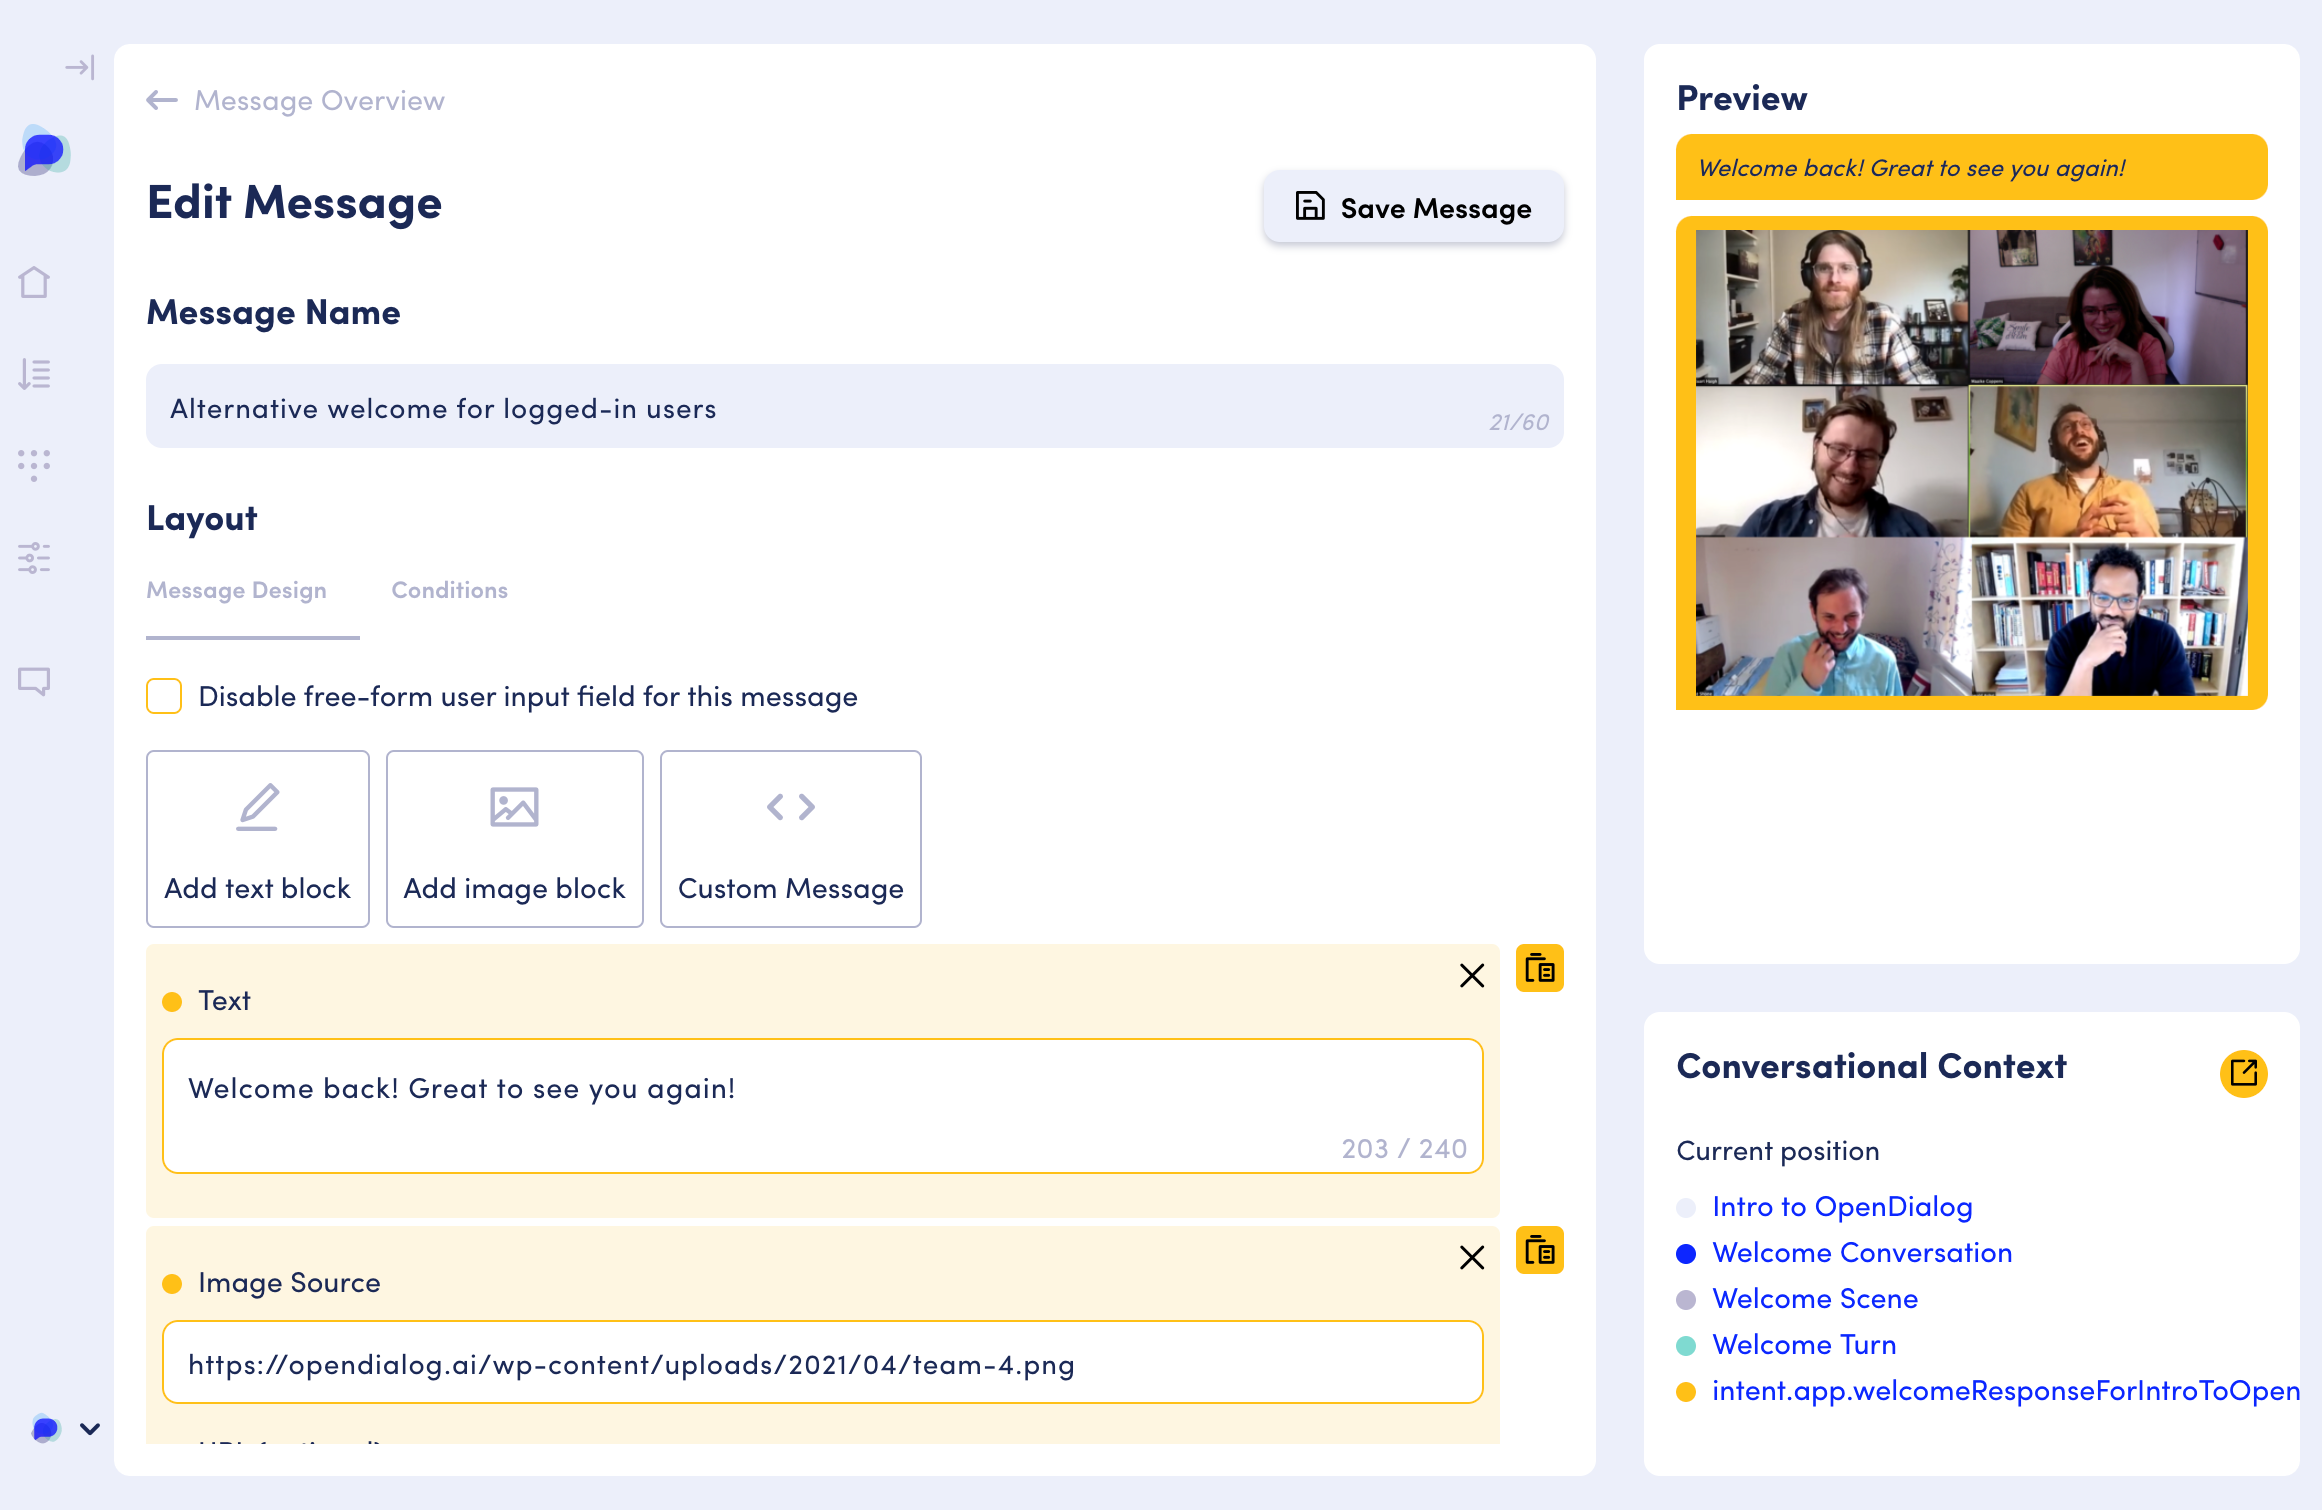 Message Overview
Edit Message
Save Message
Message Name
Alternative welcome for logged-in users
21/60
Layout
Message Design
Conditions
Disable free-form user input field for this message
Add text block
Add image block
Custom Message
Text
Welcome back! Great to see you again!
203 / 240
Image Source
https://opendialog.ai/wp-content/uploads/2021/04/team-4.png
Preview
Welcome back! Great to see you again!
Conversational Context
Current position
Intro to OpenDialog
Welcome Conversation
Welcome Scene
Welcome Turn
intent.app.welcomeResponseForIntroToOpen